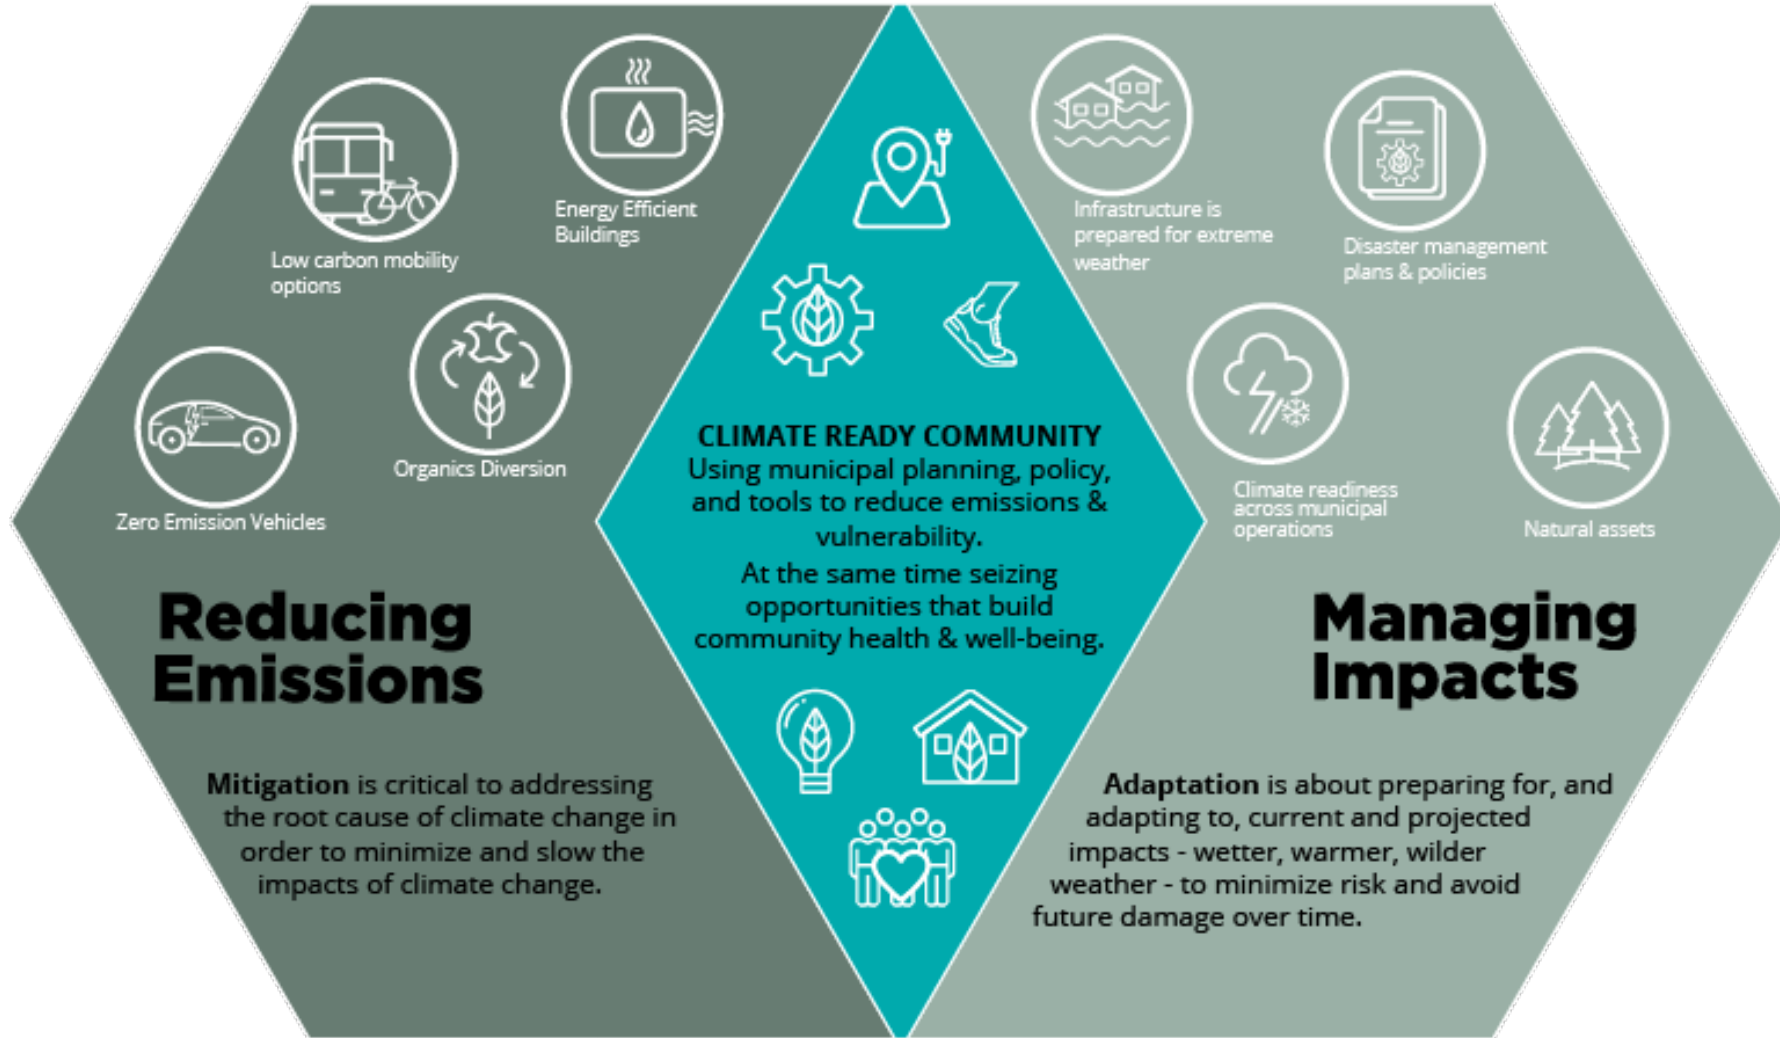 Low carbon mobility
options
Energy Efficient
Buildings
Zero Emission Vehicles
Organics Diversion
Reducing
Emissions
Mitigation is critical to addressing
the root cause of climate change in
order to minimize and slow the
impacts of climate change.
CLIMATE READY COMMUNITY
Using municipal planning, policy,
and tools to reduce emissions &
vulnerability.
At the same time seizing
opportunities that build
community health & well-being.
Infrastructure is
prepared for extreme
weather
Disaster management
plans & policies
Climate readiness
across municipal
operations
Natural assets
Managing
Impacts
Adaptation is about preparing for, and
adapting to, current and projected
impacts - wetter, warmer, wilder
weather - to minimize risk and avoid
future damage over time.